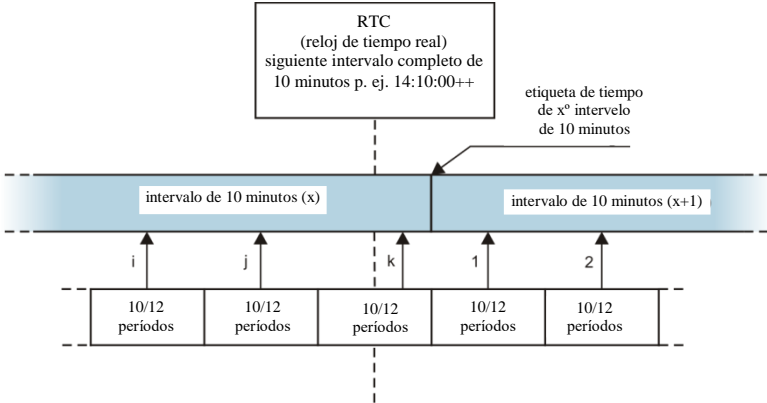 RTC
(reloj de tiempo real)
siguiente intervalo completo de
10 minutos p. ej. 14:10:00++
etiqueta de tiempo
de xº intervelo
de 10 minutos
intervalo de 10 minutos (x)
intervalo de 10 minutos (x+1)
i
j
k
1
2
10/12
períodos
10/12
períodos
10/12
períodos
10/12
períodos
10/12
períodos